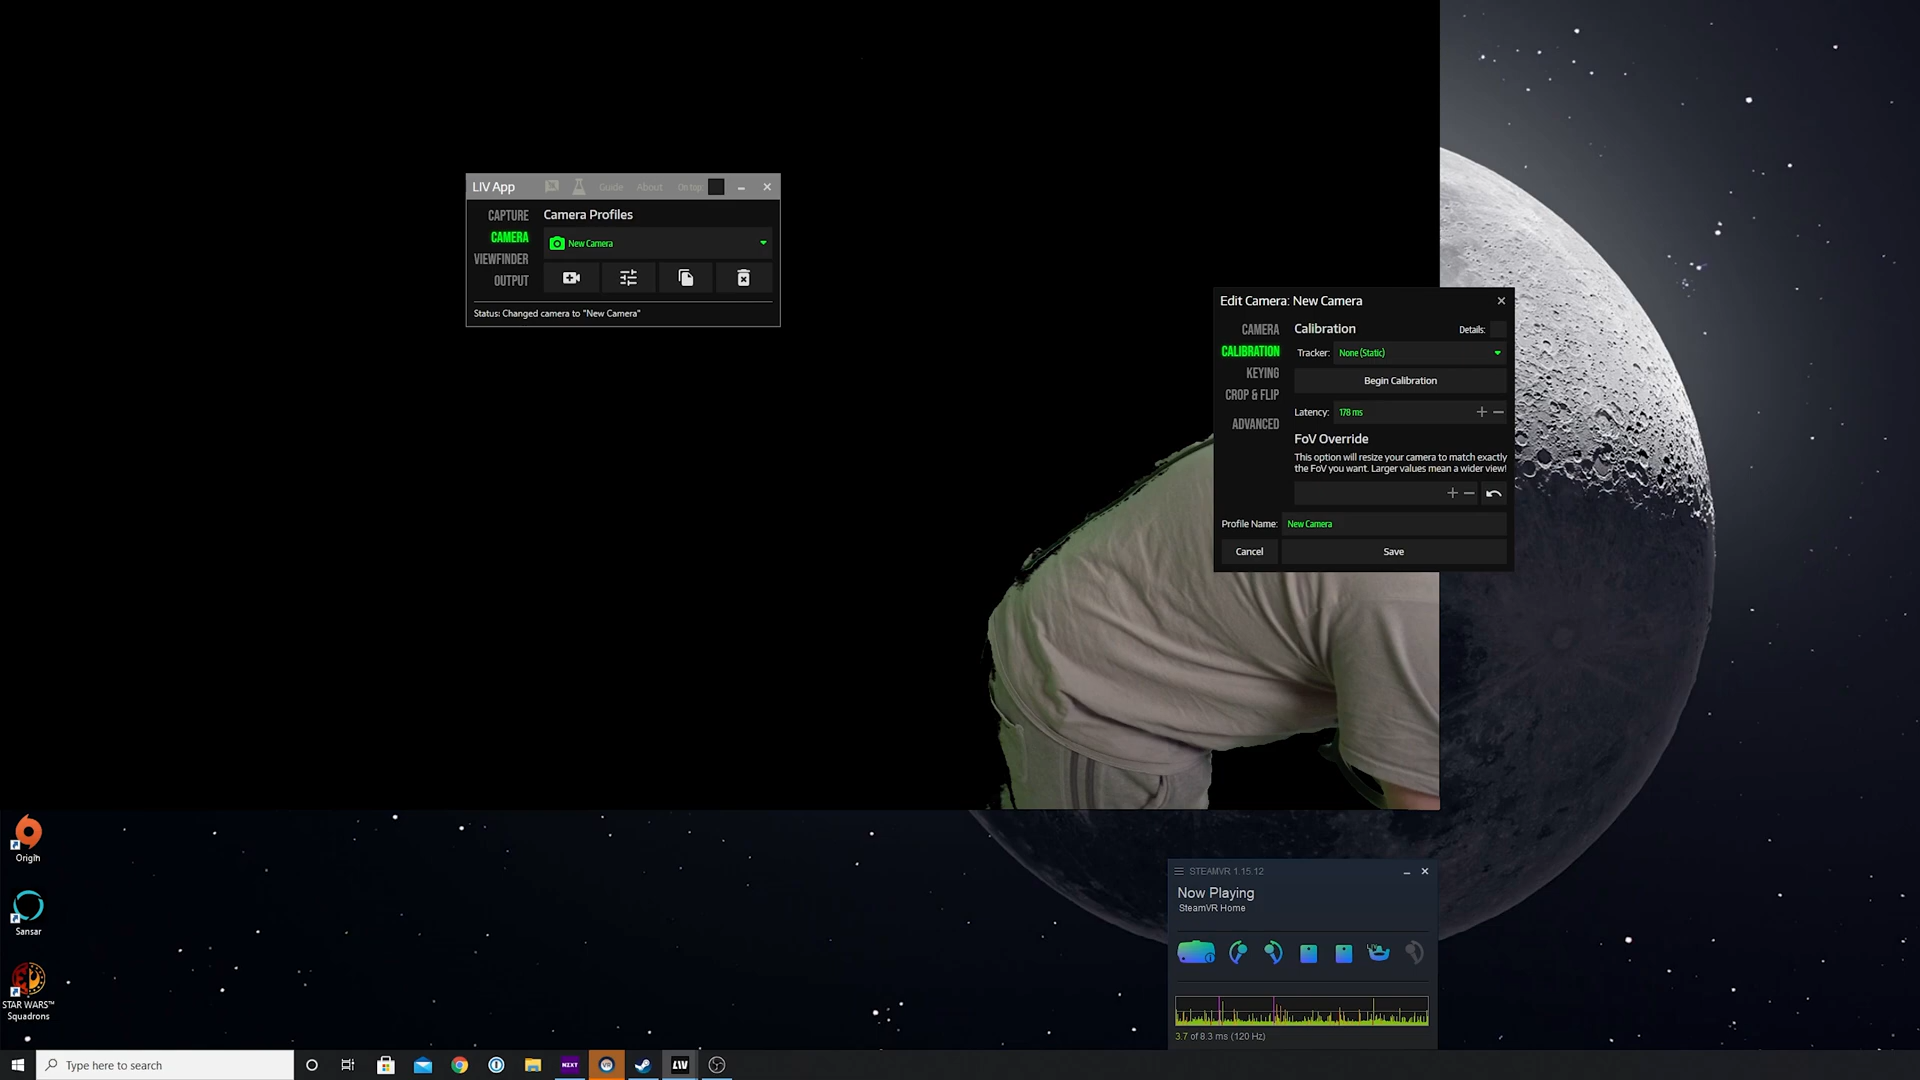 LIV App
Guide
About
On top
CAPTURE
Camera Profiles
CAMERA
New Camera
VIEWFINDER
OUTPUT
Status: Changed camera to "New Camera"
Edit Camera: New Camera
CAMERA
Calibration
Details:
CALIBRATION
Tracker:
None (Static)
KEYING
Begin Calibration
CROP & FLIP
Latency:
178 ms
ADVANCED
FoV Override
This option will resize your camera to match exactly
the FoV you want. Larger values mean a wider view!
Profile Name:
New Camera
Cancel
Save
Origin
Sansar
STAR WARS™
Squadrons
STEAMVR 1.15.12
Now Playing
SteamVR Home
3.7 of 8.3 ms (120 Hz)
Type here to search
NZXT
VR
LIV